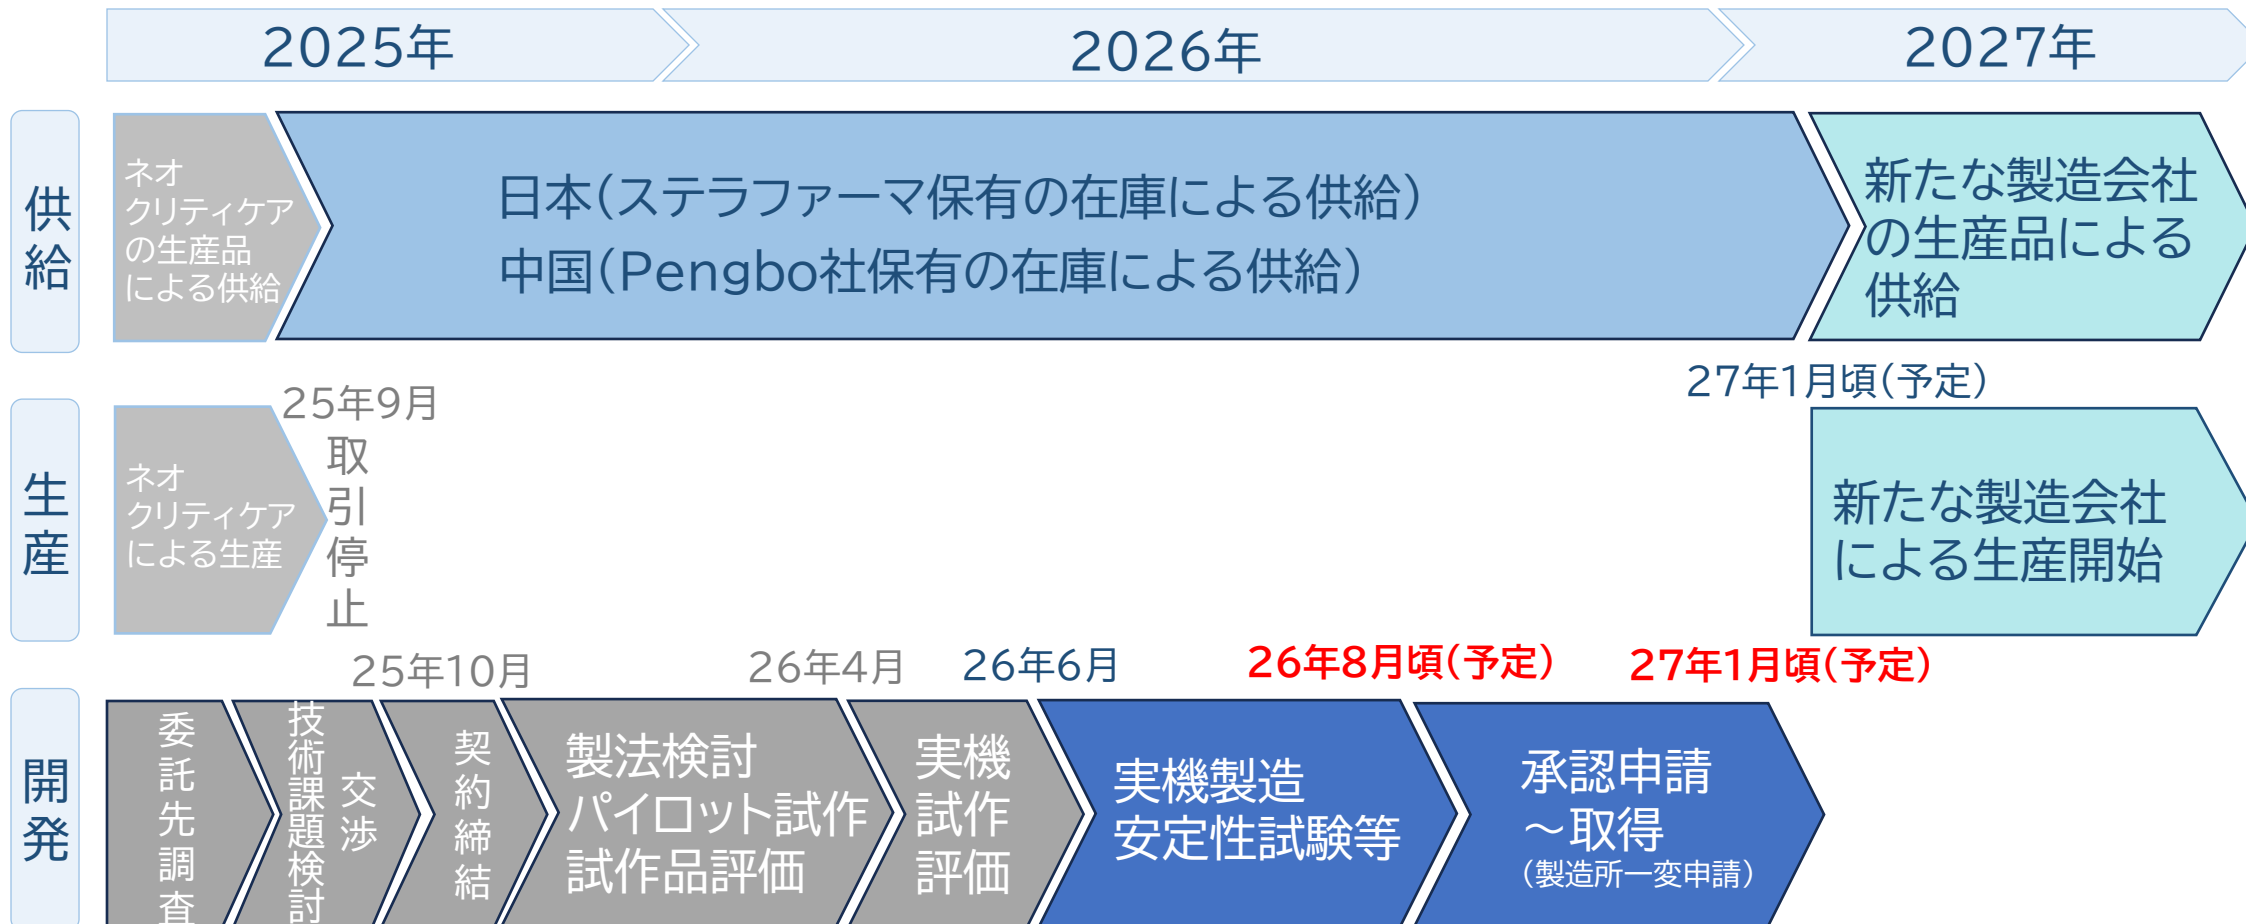 2025年
2026年
2027年
供給
ネオ
クリティケア
の生産品
による供給
日本(ステラファーマ保有の在庫による供給)
中国(Pengbo社保有の在庫による供給)
新たな製造会社
の生産品による
供給
27年1月頃(予定)
生産
ネオ
クリティケア
による生産
25年9月
取引停止
新たな製造会社
による生産開始
25年10月
26年4月
26年6月
26年8月頃(予定)
27年1月頃(予定)
開発
委託先調査
技術課題検討
交渉
契約締結
製法検討
パイロット試作
試作品評価
実機
試作
評価
実機製造
安定性試験等
承認申請
～取得
(製造所一変申請)